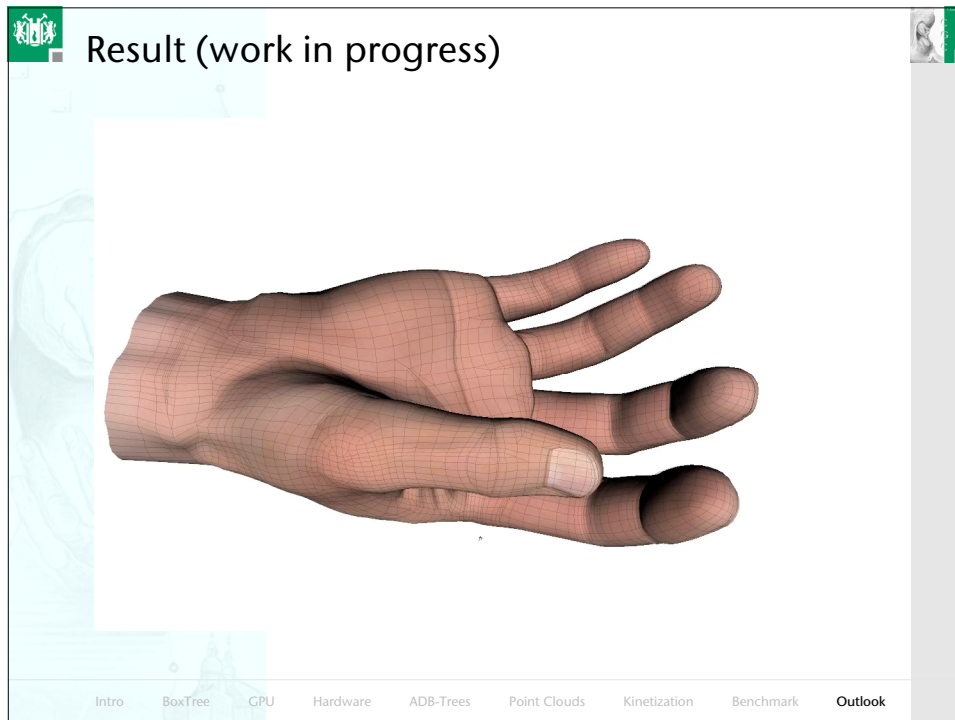 Result (work in progress)
Intro BoxTree GPU Hardware ADB-Trees Point Clouds Kinetization Benchmark Outlook